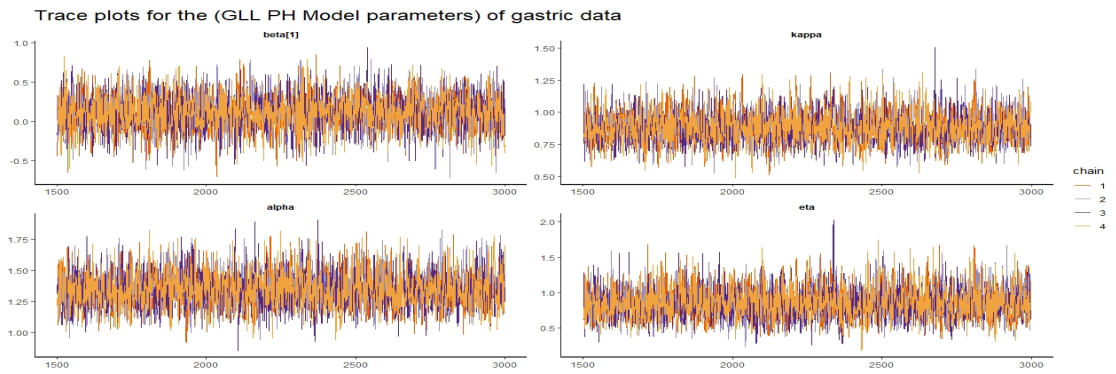 Trace plots for the (GLL PH Model parameters) of gastric data
beta[1]
1.0
0.5
0.0
-0.5
1500 2000 2500 3000
kappa
1.50
1.25
1.00
0.75
0.50
1500 2000 2500 3000
alpha
1.75
1.50
1.25
1.00
1500 2000 2500 3000
eta
2.0
1.5
1.0
0.5
1500 2000 2500 3000
chain
1
2
3
4